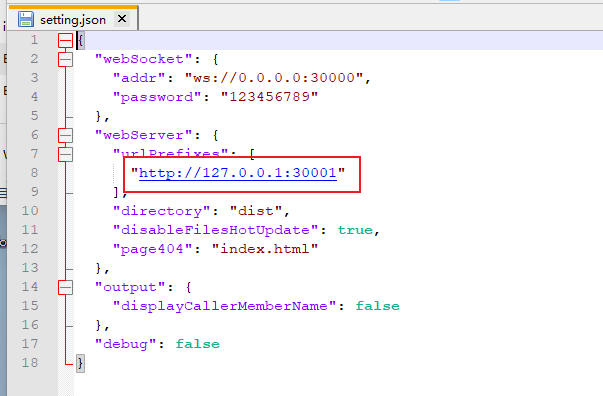 setting.json
1 {
2 "webSocket": {
3 "addr": "ws://0.0.0.0:30000",
4 "password": "123456789"
5 },
6 "webServer": {
7 "urlPrefixes": [
8 "http://127.0.0.1:30001"
9 ],
10 "directory": "dist",
11 "disableFilesHotUpdate": true,
12 "page404": "index.html"
13 },
14 "output": {
15 "displayCallerMemberName": false
16 },
17 "debug": false
18 }